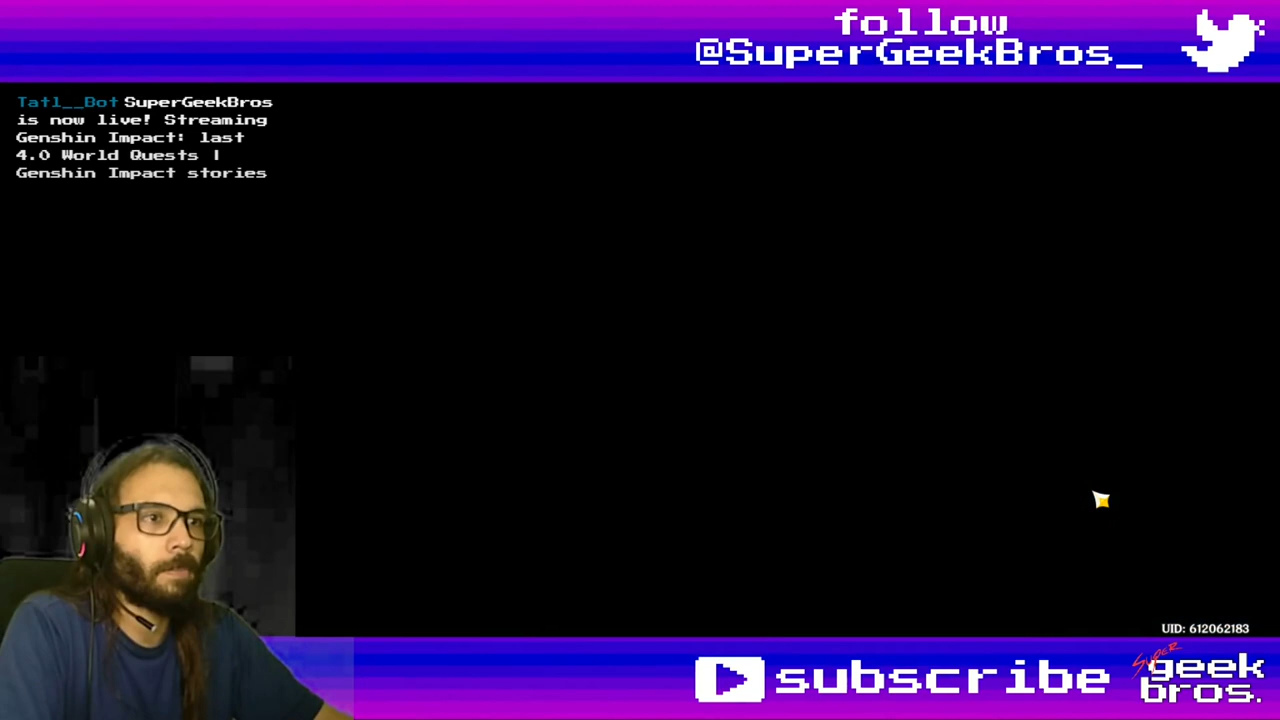 follow
@SuperGeekBros_
Tatl__Bot SuperGeekBros
is now live! Streaming
Genshin Impact: last
4.0 World Quests |
Genshin Impact stories
UID: 612062183
subscribe
SUPER
geek
bros.